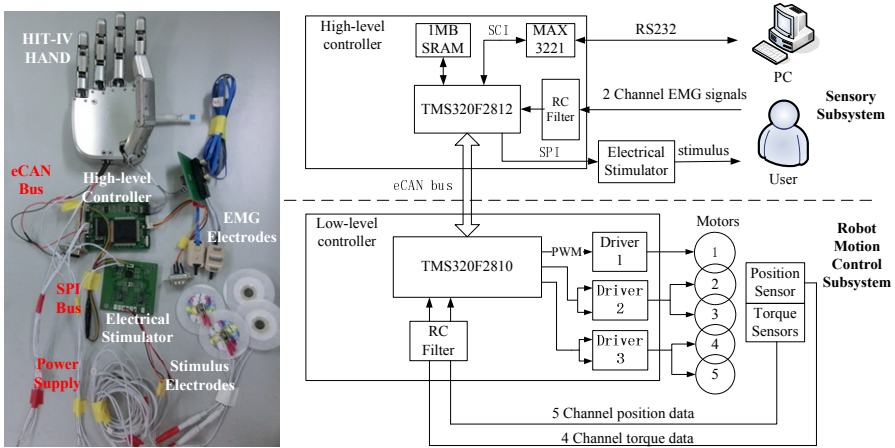 HIT-IV
HAND
eCAN
Bus
High-level
Controller
EMG
Electrodes
SPI
Bus
Electrical
Stimulator
Power
Supply
Stimulus
Electrodes
High-level
controller
1MB
SRAM
SCI
MAX
3221
RS232
PC
TMS320F2812
RC
Filter
2 Channel EMG signals
Sensory
Subsystem
SPI
Electrical
Stimulator
stimulus
User
eCAN bus
Low-level
controller
TMS320F2810
PWM
Driver
1
Motors
1
Robot
Motion
Control
Subsystem
Driver
2
2
3
Position
Sensor
Torque
Sensors
RC
Filter
Driver
3
4
5
5 Channel position data
4 Channel torque data